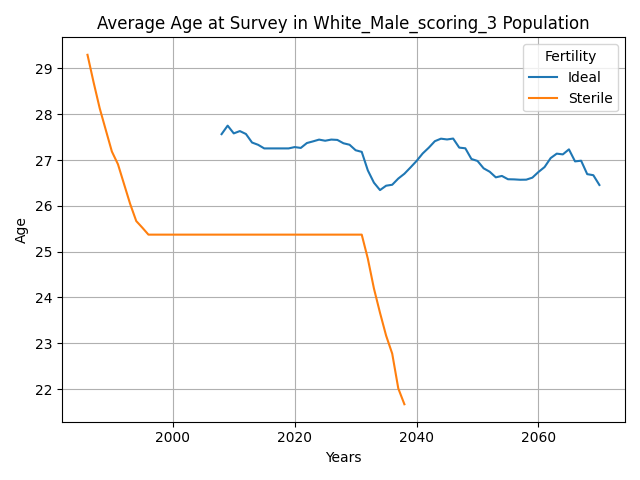 Average Age at Survey in White_Male_scoring_3 Population
Fertility
Ideal
Sterile
29
28
27
26
25
24
23
22
Age
2000
2020
2040
2060
Years